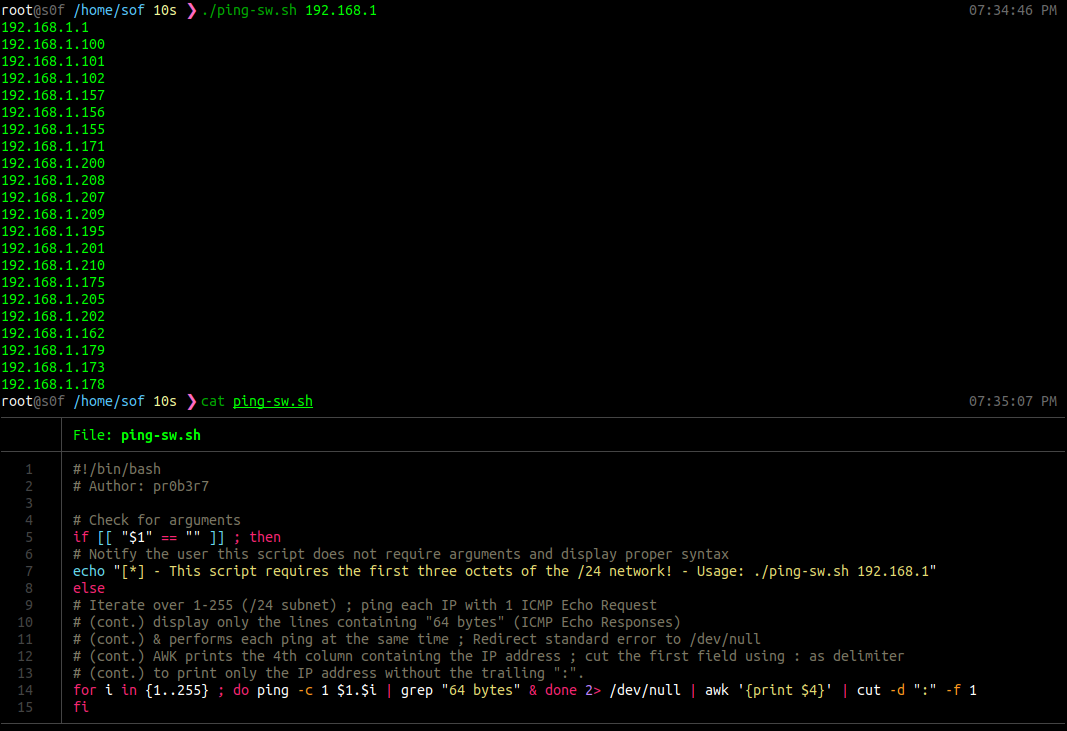 root@s0f /home/sof 10s ❯ ./ping-sw.sh 192.168.1 07:34:46 PM
192.168.1.1
192.168.1.100
192.168.1.101
192.168.1.102
192.168.1.157
192.168.1.156
192.168.1.155
192.168.1.171
192.168.1.200
192.168.1.208
192.168.1.207
192.168.1.209
192.168.1.195
192.168.1.201
192.168.1.210
192.168.1.175
192.168.1.205
192.168.1.202
192.168.1.162
192.168.1.179
192.168.1.173
192.168.1.178
root@s0f /home/sof 10s ❯ cat ping-sw.sh 07:35:07 PM
File: ping-sw.sh
1 #!/bin/bash
2 # Author: pr0b3r7
3
4 # Check for arguments
5 if [[ "$1" == "" ]] ; then
6 # Notify the user this script does not require arguments and display proper syntax
7 echo "[*] - This script requires the first three octets of the /24 network! - Usage: ./ping-sw.sh 192.168.1"
8 else
9 # Iterate over 1-255 (/24 subnet) ; ping each IP with 1 ICMP Echo Request
10 # (cont.) display only the lines containing "64 bytes" (ICMP Echo Responses)
11 # (cont.) & performs each ping at the same time ; Redirect standard error to /dev/null
12 # (cont.) AWK prints the 4th column containing the IP address ; cut the first field using : as delimiter
13 # (cont.) to print only the IP address without the trailing ":".
14 for i in {1..255} ; do ping -c 1 $1.$i | grep "64 bytes" & done 2> /dev/null | awk '{print $4}' | cut -d ":" -f 1
15 fi